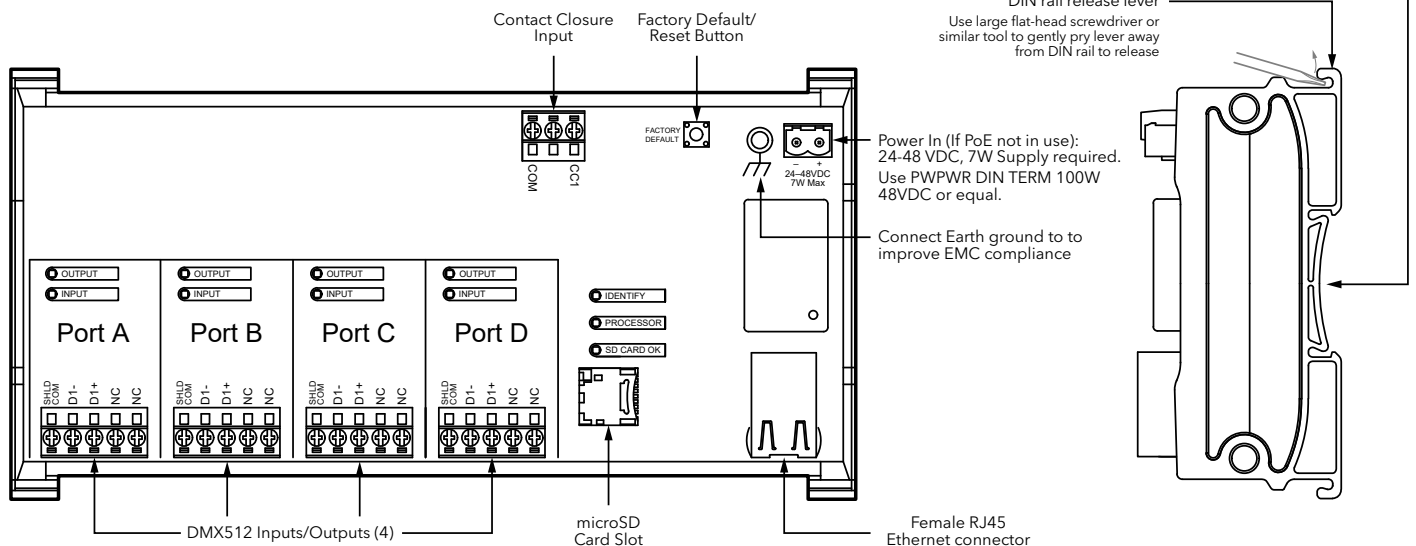 DIN rail release lever
Use large flat-head screwdriver or
similar tool to gently pry lever away
from DIN rail to release
Contact Closure
Input
Factory Default/
Reset Button
FACTORY
DEFAULT
COM
CC1
– +
24–48VDC
7W Max
Power In (If PoE not in use):
24-48 VDC, 7W Supply required.
Use PWPWR DIN TERM 100W
48VDC or equal.
Connect Earth ground to to
improve EMC compliance
OUTPUT
INPUT
Port A
SHLD
COM
D1-
D1+
NC
NC
OUTPUT
INPUT
Port B
SHLD
COM
D1-
D1+
NC
NC
OUTPUT
INPUT
Port C
SHLD
COM
D1-
D1+
NC
NC
OUTPUT
INPUT
Port D
SHLD
COM
D1-
D1+
NC
NC
IDENTIFY
PROCESSOR
SD CARD OK
DMX512 Inputs/Outputs (4)
microSD
Card Slot
Female RJ45
Ethernet connector